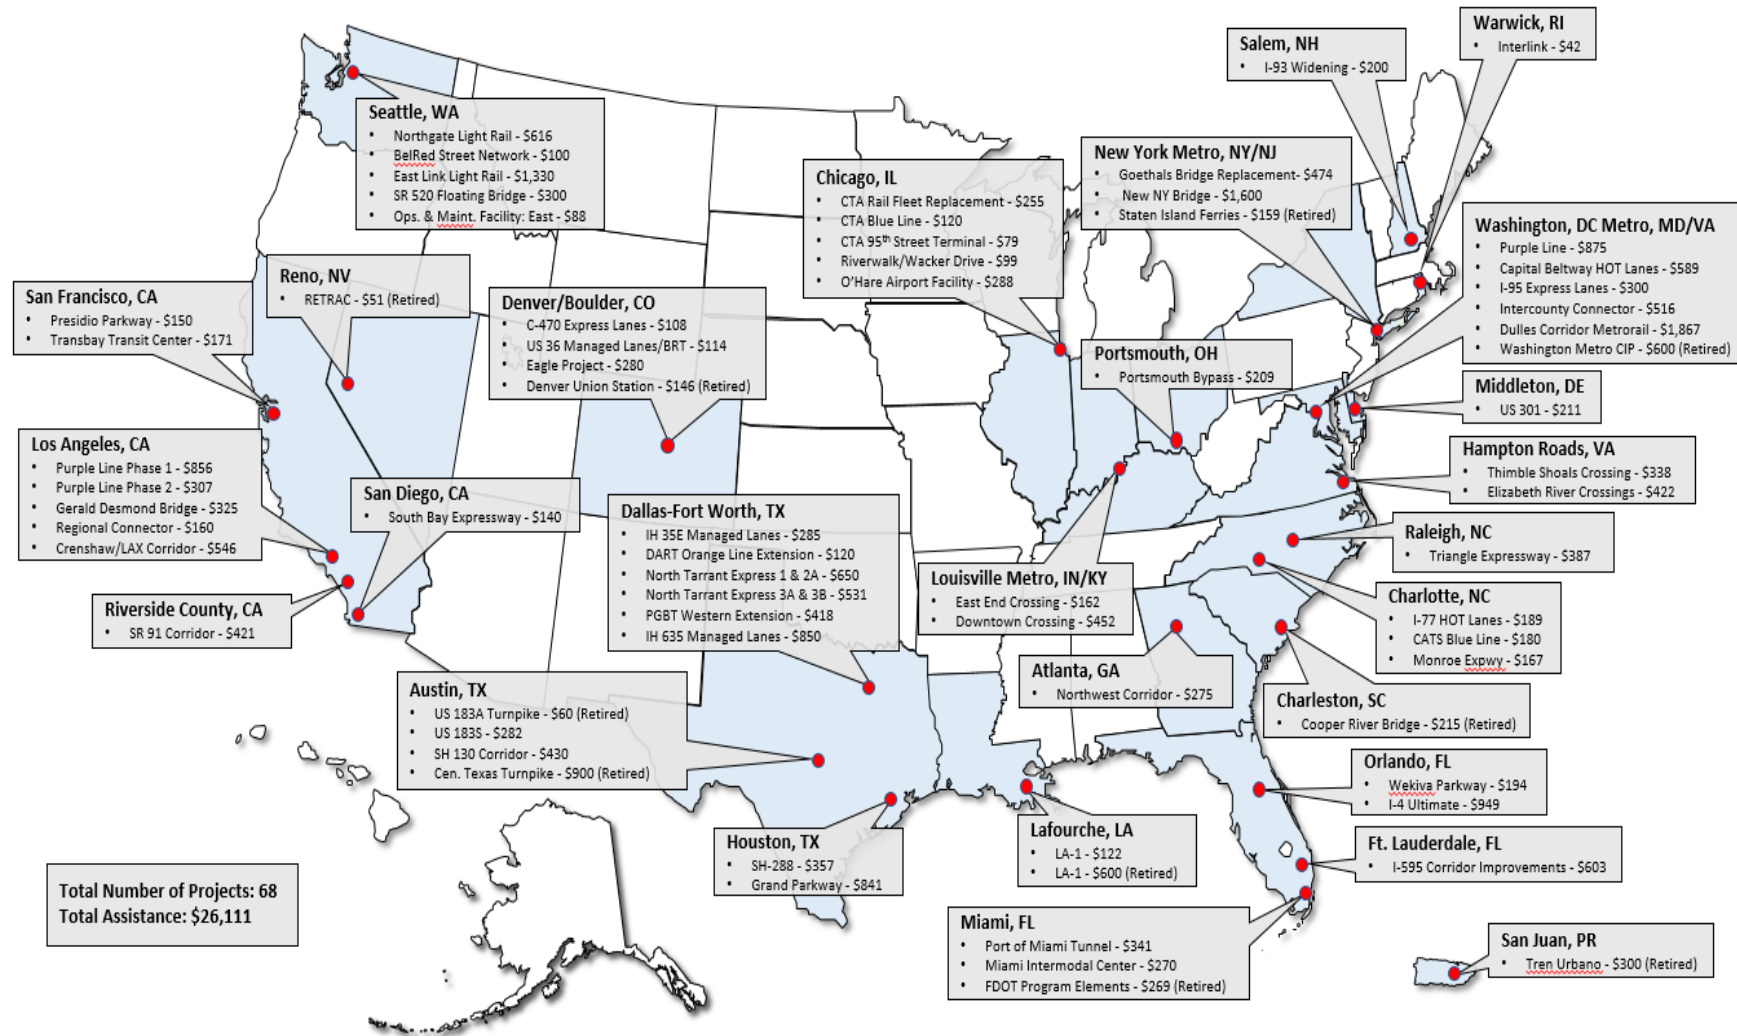 Warwick, RI
• Interlink - $42
Salem, NH
• I-93 Widening - $200
Seattle, WA
• Northgate Light Rail - $616
• BelRed Street Network - $100
• East Link Light Rail - $1,330
• SR 520 Floating Bridge - $300
• Ops. & Maint. Facility: East - $88
Chicago, IL
• CTA Rail Fleet Replacement - $255
• CTA Blue Line - $120
• CTA 95th Street Terminal - $79
• Riverwalk/Wacker Drive - $99
• O'Hare Airport Facility - $288
New York Metro, NY/NJ
• Goethals Bridge Replacement- $474
• New NY Bridge - $1,600
• Staten Island Ferries - $159 (Retired)
Washington, DC Metro, MD/VA
• Purple Line - $875
• Capital Beltway HOT Lanes - $589
• I-95 Express Lanes - $300
• Intercounty Connector - $516
• Dulles Corridor Metrorail - $1,867
• Washington Metro CIP - $600 (Retired)
Reno, NV
• RETRAC - $51 (Retired)
San Francisco, CA
• Presidio Parkway - $150
• Transbay Transit Center - $171
Denver/Boulder, CO
• C-470 Express Lanes - $108
• US 36 Managed Lanes/BRT - $114
• Eagle Project - $280
• Denver Union Station - $146 (Retired)
Portsmouth, OH
• Portsmouth Bypass - $209
Middleton, DE
• US 301 - $211
Los Angeles, CA
• Purple Line Phase 1 - $856
• Purple Line Phase 2 - $307
• Gerald Desmond Bridge - $325
• Regional Connector - $160
• Crenshaw/LAX Corridor - $546
San Diego, CA
• South Bay Expressway - $140
Hampton Roads, VA
• Thimble Shoals Crossing - $338
• Elizabeth River Crossings - $422
Dallas-Fort Worth, TX
• IH 35E Managed Lanes - $285
• DART Orange Line Extension - $120
• North Tarrant Express 1 & 2A - $650
• North Tarrant Express 3A & 3B - $531
• PGBT Western Extension - $418
• IH 635 Managed Lanes - $850
Raleigh, NC
• Triangle Expressway - $387
Louisville Metro, IN/KY
• East End Crossing - $162
• Downtown Crossing - $452
Riverside County, CA
• SR 91 Corridor - $421
Charlotte, NC
• I-77 HOT Lanes - $189
• CATS Blue Line - $180
• Monroe Expwy - $167
Atlanta, GA
• Northwest Corridor - $275
Austin, TX
• US 183A Turnpike - $60 (Retired)
• US 183S - $282
• SH 130 Corridor - $430
• Cen. Texas Turnpike - $900 (Retired)
Charleston, SC
• Cooper River Bridge - $215 (Retired)
Orlando, FL
• Wekiva Parkway - $194
• I-4 Ultimate - $949
Houston, TX
• SH-288 - $357
• Grand Parkway - $841
Lafourche, LA
• LA-1 - $122
• LA-1 - $600 (Retired)
Ft. Lauderdale, FL
• I-595 Corridor Improvements - $603
Total Number of Projects: 68
Total Assistance: $26,111
Miami, FL
• Port of Miami Tunnel - $341
• Miami Intermodal Center - $270
• FDOT Program Elements - $269 (Retired)
San Juan, PR
• Tren Urbano - $300 (Retired)